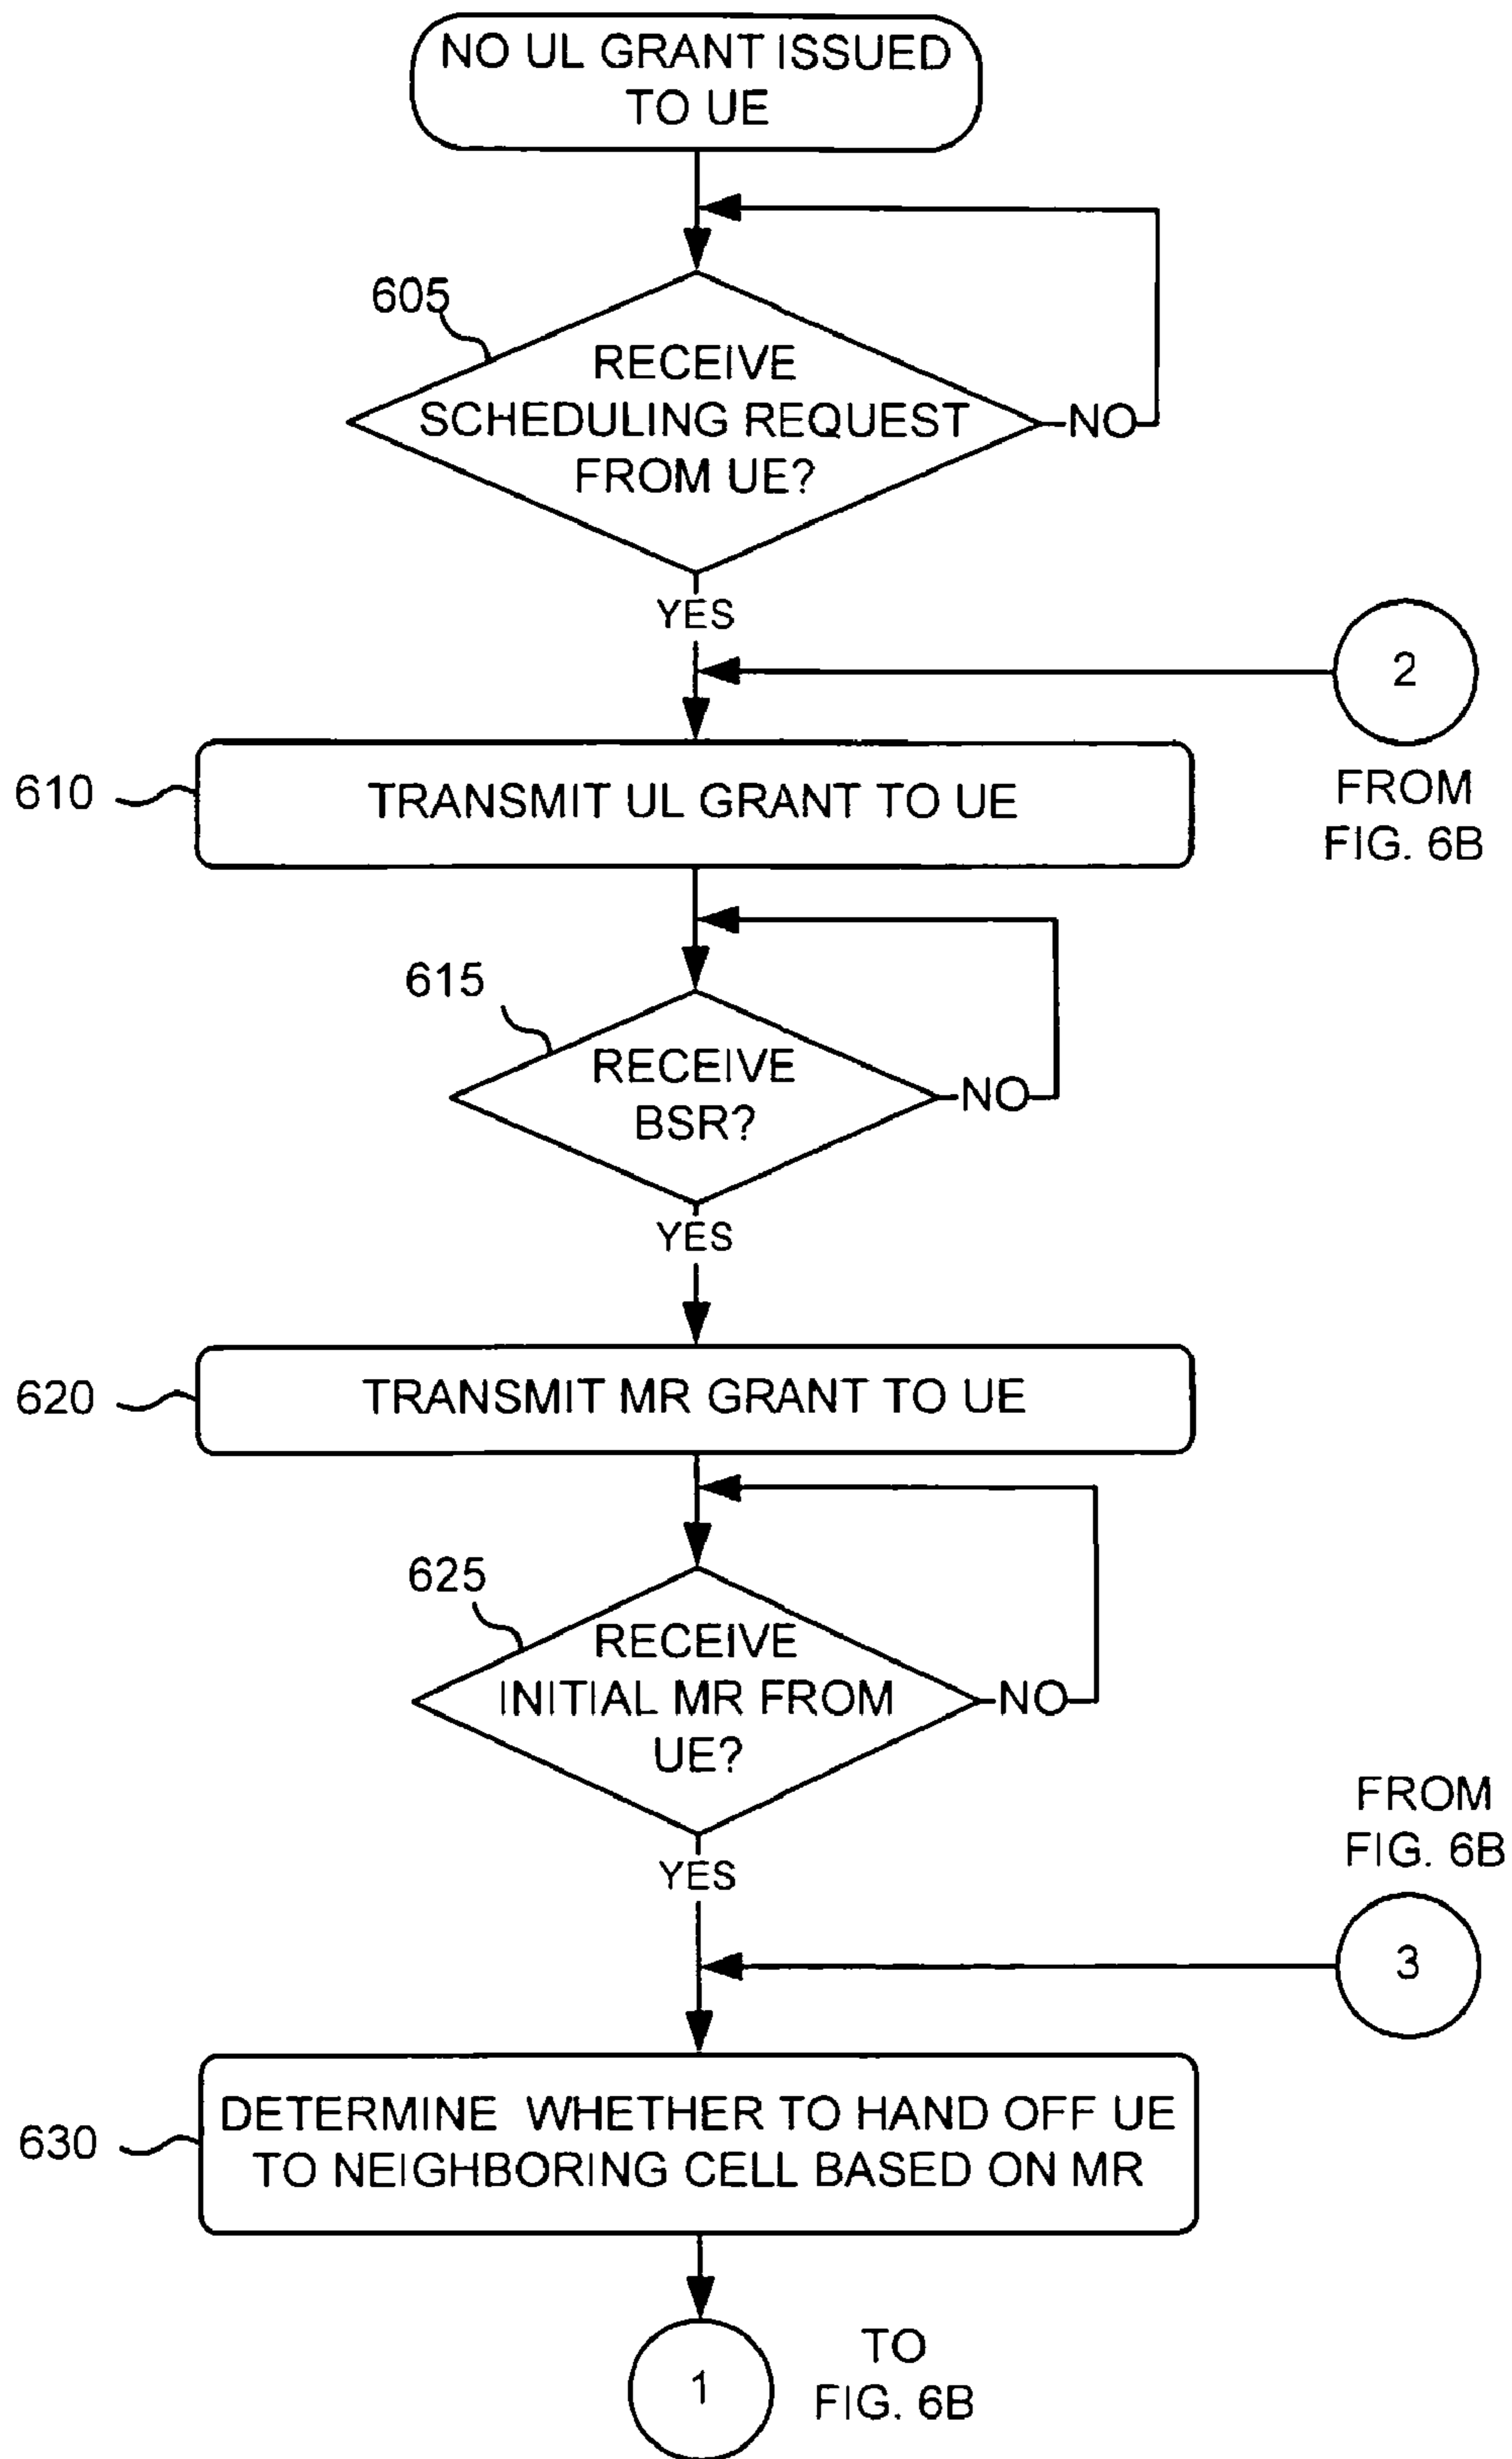 NO UL GRANT ISSUED
TO UE
605
RECEIVE
SCHEDULING REQUEST
FROM UE?
NO
YES
2
FROM
FIG. 6B
610
TRANSMIT UL GRANT TO UE
615
RECEIVE
BSR?
NO
YES
620
TRANSMIT MR GRANT TO UE
625
RECEIVE
INITIAL MR FROM
UE?
NO
YES
FROM
FIG. 6B
3
630
DETERMINE WHETHER TO HAND OFF UE
TO NEIGHBORING CELL BASED ON MR
1
TO
FIG. 6B